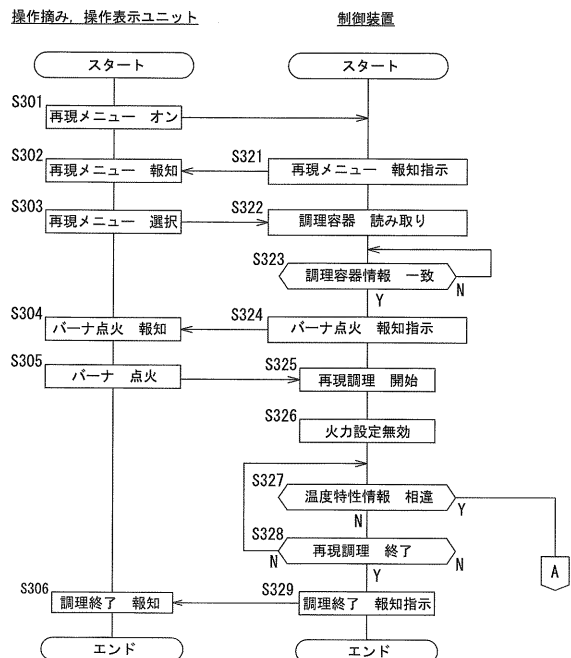 操作摘み，操作表示ユニット
制御装置
スタート
スタート
S301
再現メニュー オン
S302
再現メニュー 報知
S321
再現メニュー 報知指示
S303
再現メニュー 選択
S322
調理容器 読み取り
S323
調理容器情報 一致
N
Y
S304
バーナ点火 報知
S324
バーナ点火 報知指示
S305
バーナ 点火
S325
再現調理 開始
S326
火力設定無効
S327
温度特性情報 相違
Y
N
S328
再現調理 終了
N
N
Y
A
S306
調理終了 報知
S329
調理終了 報知指示
エンド
エンド